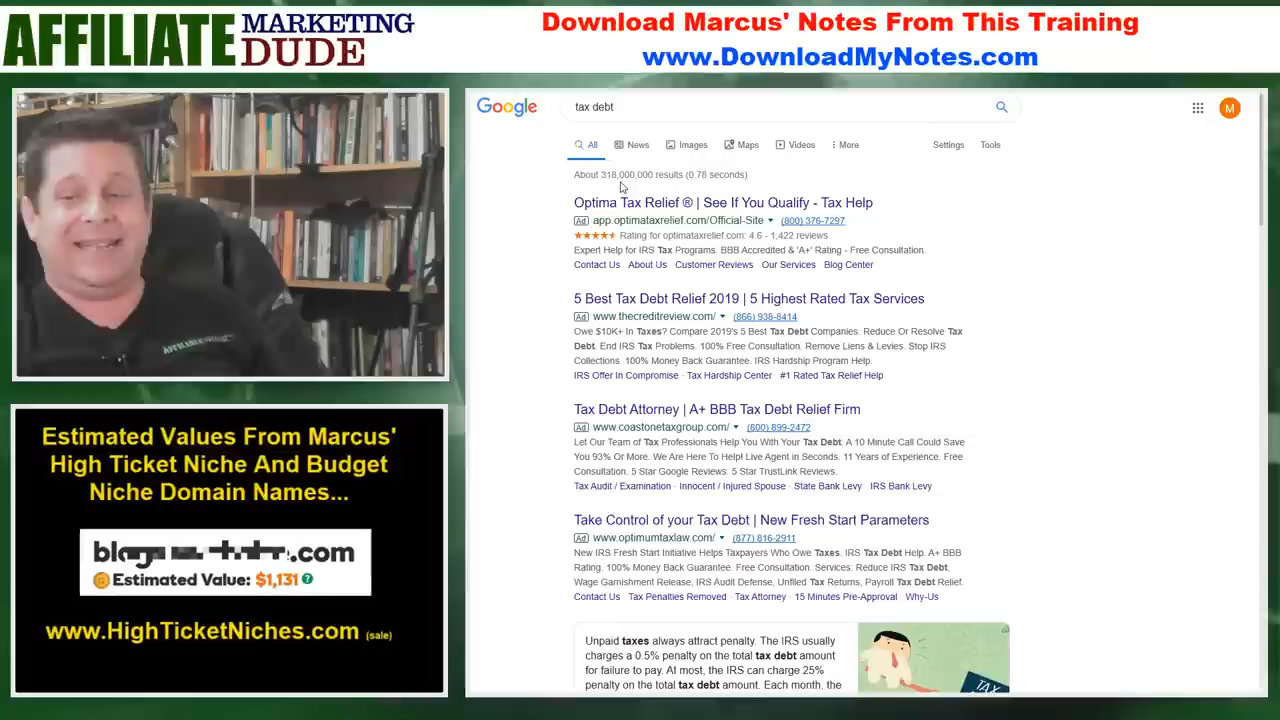 AFFILIATE MARKETING DUDE
Download Marcus' Notes From This Training
www.DownloadMyNotes.com
Estimated Values From Marcus'
High Ticket Niche And Budget
Niche Domain Names...
.com
Estimated Value: $1,131
www.HighTicketNiches.com (sale)
Google
tax debt
M
All News Images Maps Videos More Settings Tools
About 318,000,000 results (0.78 seconds)
Optima Tax Relief ® | See If You Qualify - Tax Help
Ad app.optimataxrelief.com/Official-Site (800) 376-7297
Rating for optimataxrelief.com: 4.6 - 1,422 reviews
Expert Help for IRS Tax Programs. BBB Accredited & 'A+' Rating - Free Consultation.
Contact Us About Us Customer Reviews Our Services Blog Center
5 Best Tax Debt Relief 2019 | 5 Highest Rated Tax Services
Ad www.thecreditreview.com/ (866) 938-8414
Owe $10K+ In Taxes? Compare 2019's 5 Best Tax Debt Companies. Reduce Or Resolve Tax
Debt. End IRS Tax Problems. 100% Free Consultation. Remove Liens & Levies. Stop IRS
Collections. 100% Money Back Guarantee. IRS Hardship Program Help.
IRS Offer In Compromise · Tax Hardship Center · #1 Rated Tax Relief Help
Tax Debt Attorney | A+ BBB Tax Debt Relief Firm
Ad www.coastonetaxgroup.com/ (800) 899-2472
Let Our Team of Tax Professionals Help You With Your Tax Debt. A 10 Minute Call Could Save
You 93% Or More. We Are Here To Help! Live Agent in Seconds. 11 Years of Experience. Free
Consultation. 5 Star Google Reviews. 5 Star TrustLink Reviews.
Tax Audit / Examination · Innocent / Injured Spouse · State Bank Levy · IRS Bank Levy
Take Control of your Tax Debt | New Fresh Start Parameters
Ad www.optimumtaxlaw.com/ (877) 816-2911
New IRS Fresh Start Initiative Helps Taxpayers Who Owe Taxes. IRS Tax Debt Help. A+ BBB
Rating. 100% Money Back Guarantee. Free Consultation. Services: Reduce IRS Tax Debt,
Wage Garnishment Release, IRS Audit Defense, Unfiled Tax Returns, Payroll Tax Debt Relief.
Contact Us · Tax Penalties Removed · Tax Attorney · 15 Minutes Pre-Approval · Why-Us
Unpaid taxes always attract penalty. The IRS usually
charges a 0.5% penalty on the total tax debt amount
for failure to pay. At most, the IRS can charge 25%
penalty on the total tax debt amount. Each month, the
TAX